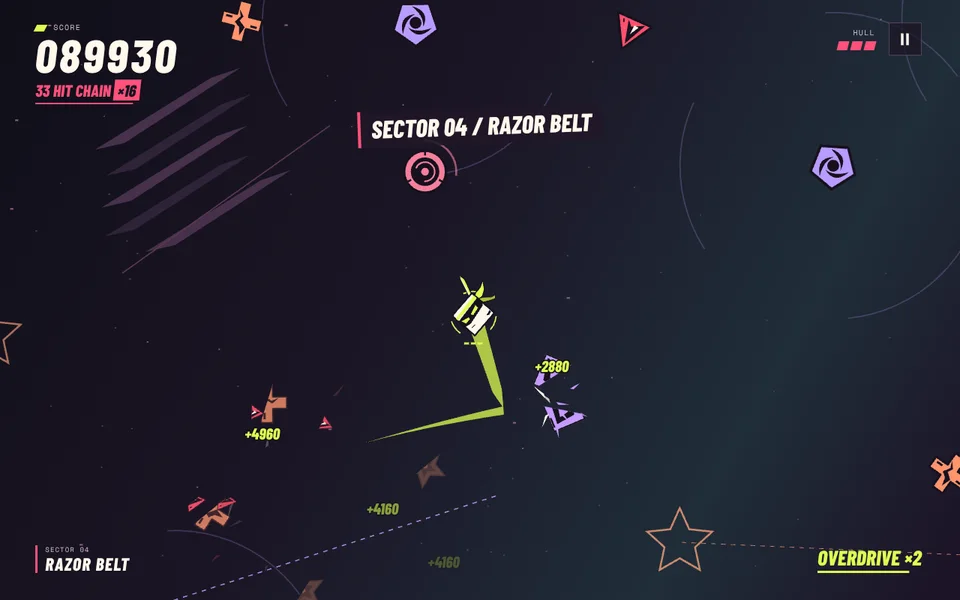 SCORE
089930
33 HIT CHAIN ×16
HULL
SECTOR 04 / RAZOR BELT
+2880
+4960
+4160
+4160
SECTOR 04
RAZOR BELT
OVERDRIVE ×2